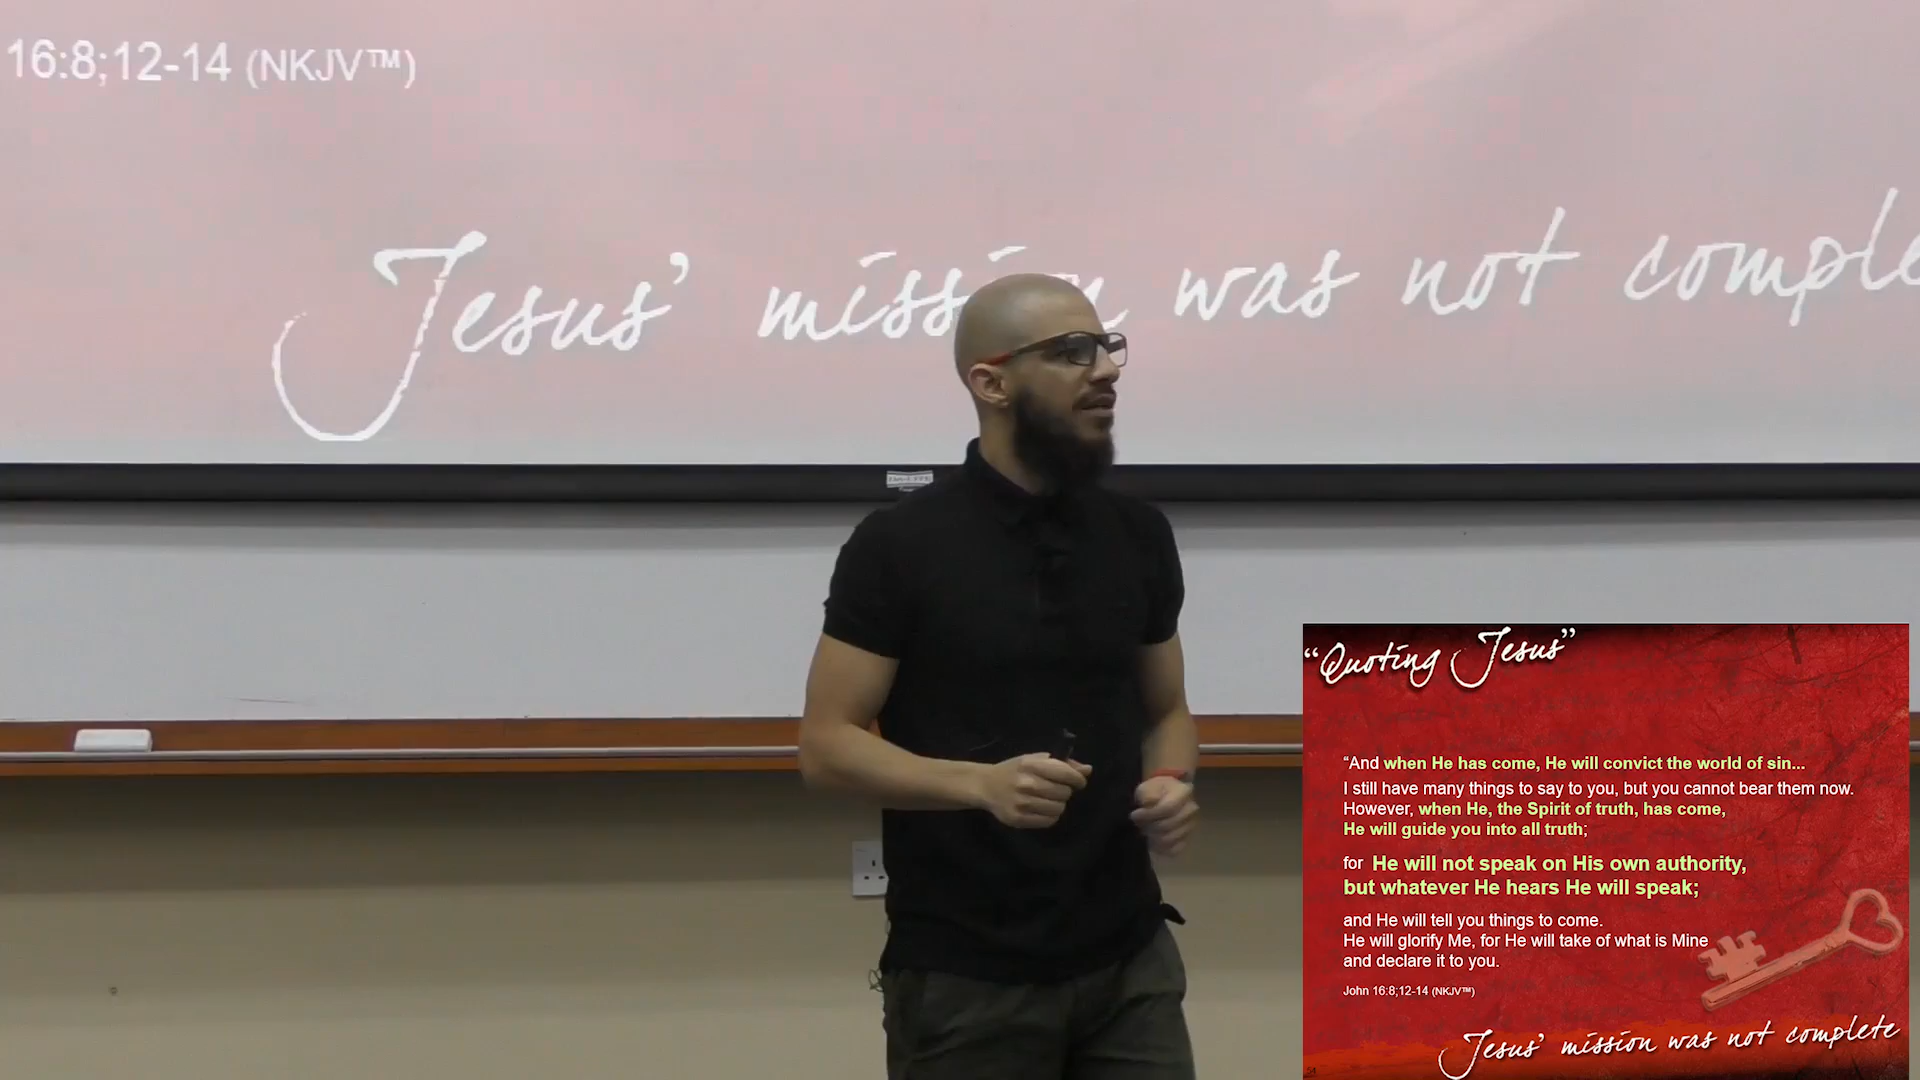 16:8;12-14 (NKJV™)
Jesus’ mission was not comple
“Quoting Jesus”
“And when He has come, He will convict the world of sin...
I still have many things to say to you, but you cannot bear them now.
However, when He, the Spirit of truth, has come,
He will guide you into all truth;
for He will not speak on His own authority,
but whatever He hears He will speak;
and He will tell you things to come.
He will glorify Me, for He will take of what is Mine
and declare it to you.
John 16:8;12-14 (NKJV™)
Jesus’ mission was not complete